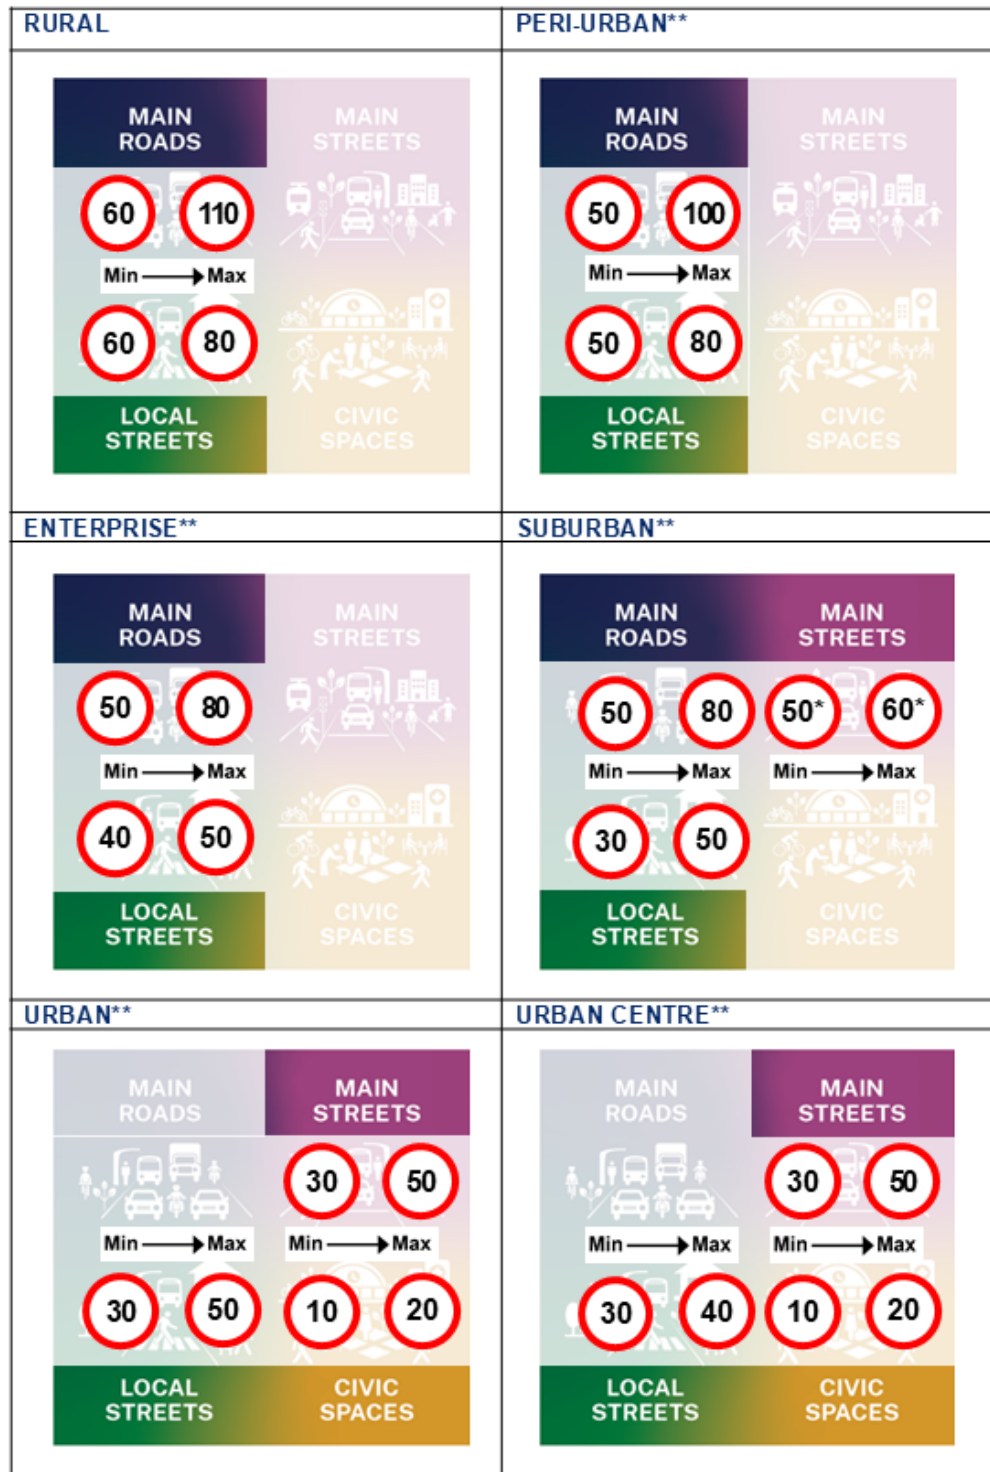 RURAL
PERI-URBAN**
MAIN
ROADS
MAIN
STREETS
60 110
Min Max
60 80
LOCAL
STREETS
CIVIC
SPACES
MAIN
ROADS
MAIN
STREETS
50 100
Min Max
50 80
LOCAL
STREETS
CIVIC
SPACES
ENTERPRISE**
SUBURBAN**
MAIN
ROADS
MAIN
STREETS
50 80
Min Max
40 50
LOCAL
STREETS
CIVIC
SPACES
MAIN
ROADS
MAIN
STREETS
50 80 50* 60*
Min Max Min Max
30 50
LOCAL
STREETS
CIVIC
SPACES
URBAN**
URBAN CENTRE**
MAIN
ROADS
MAIN
STREETS
30 50
Min Max Min Max
30 50 10 20
LOCAL
STREETS
CIVIC
SPACES
MAIN
ROADS
MAIN
STREETS
30 50
Min Max Min Max
30 40 10 20
LOCAL
STREETS
CIVIC
SPACES